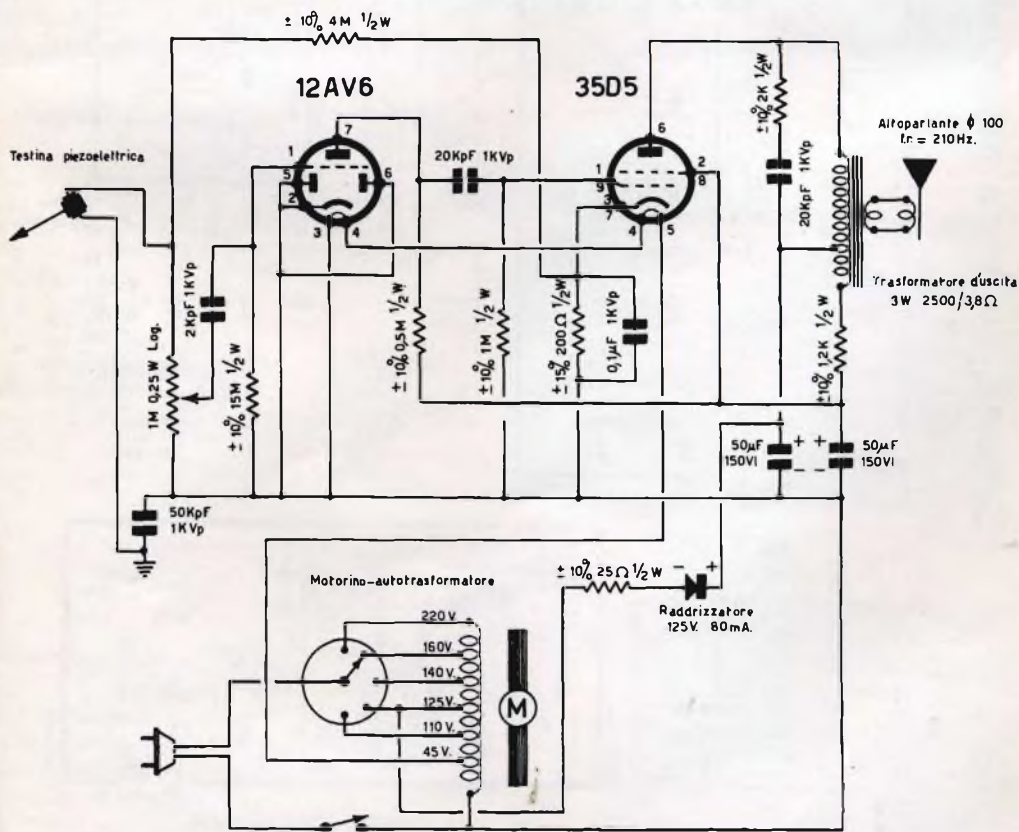 ± 10% 4M 1/2W
12AV6
35D5
7
1
5
2
6
3
4
6
1
9
3
7
2
8
4
5
Testina piezoelettrica
20KpF 1KVp
± 10% 2K 1/2W
20KpF 1KVp
Altoparlante ϕ 100
f.r. = 210Hz.
Trasformatore d'uscita
3W 2500/3,8Ω
2KpF 1KVp
1M 0,25W Log.
± 10% 15M 1/2W
± 10% 0,5M 1/2W
± 10% 1M 1/2W
± 15% 200Ω 1/2W
0,1µF 1KVp
± 10% 1,2K 1/2W
50µF
150Vl
+ +
- -
50µF
150Vl
50KpF
1KVp
Motorino-autotrasformatore
± 10% 25Ω 1/2W
- +
Raddrizzatore
125V. 80mA.
220V.
160V.
140V.
125V.
110V.
45V.
M